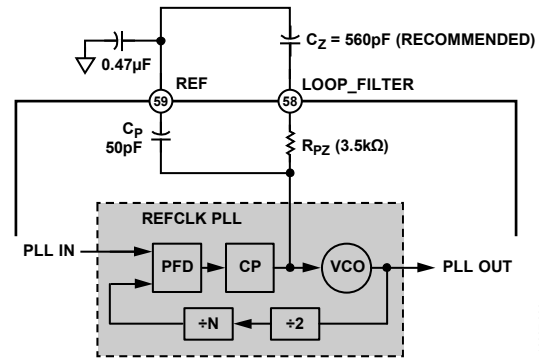 C_Z = 560pF (RECOMMENDED)
0.47µF
REF
LOOP_FILTER
59
58
C_P
50pF
R_PZ (3.5kΩ)
REFCLK PLL
PLL IN
PFD
CP
VCO
PLL OUT
÷N
÷2